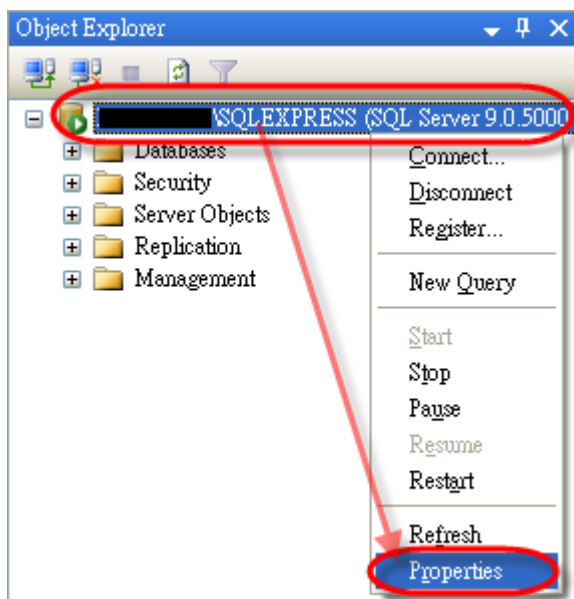 Object Explorer
\SQLEXPRESS (SQL Server 9.0.5000
Databases
Security
Server Objects
Replication
Management
Connect...
Disconnect
Register...
New Query
Start
Stop
Pause
Resume
Restart
Refresh
Properties